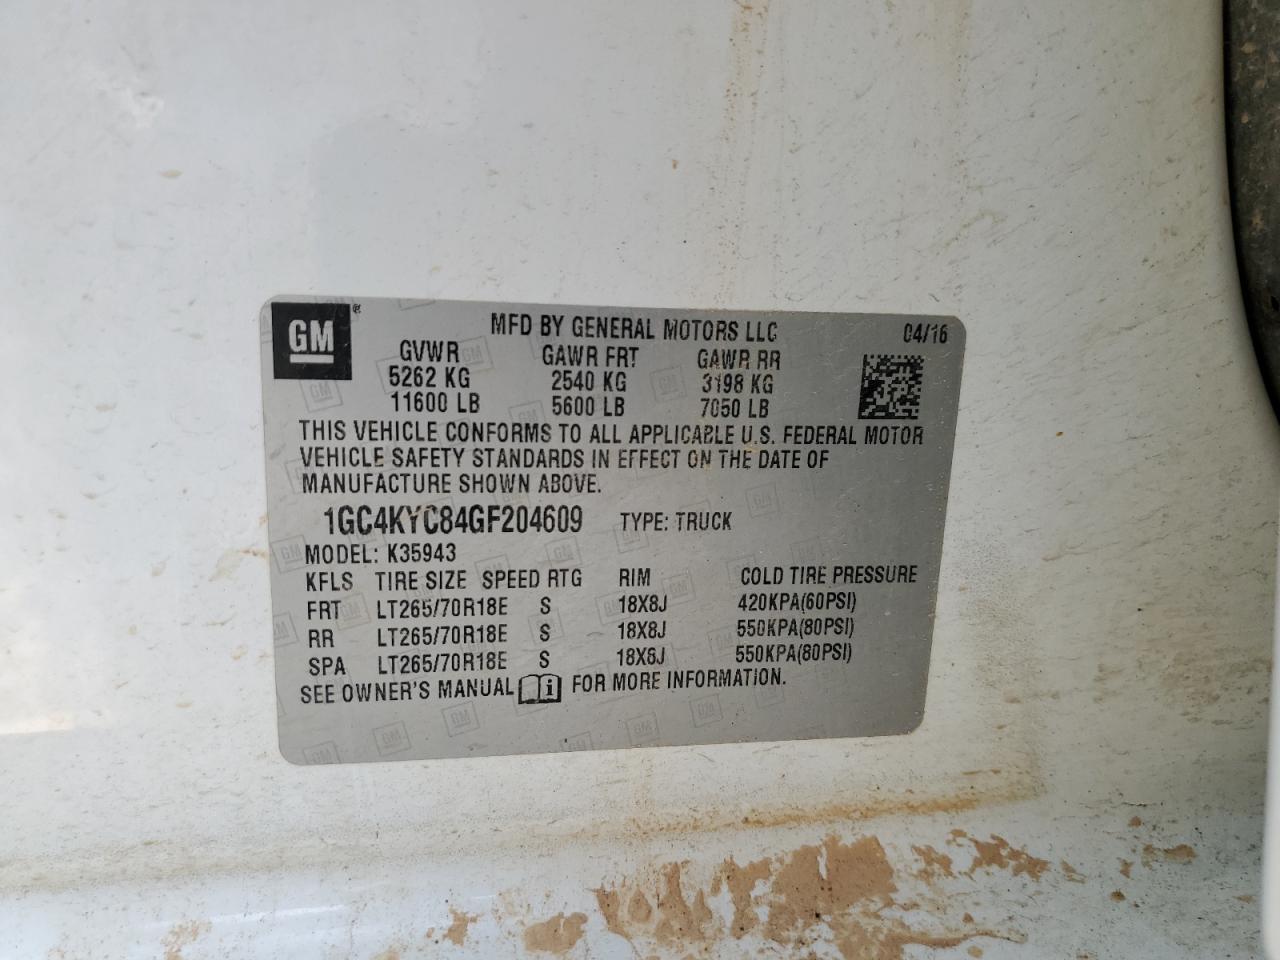 GM ®
MFD BY GENERAL MOTORS LLC 04/16
GVWR GAWR FRT GAWR RR
5262 KG 2540 KG 3198 KG
11600 LB 5600 LB 7050 LB
THIS VEHICLE CONFORMS TO ALL APPLICABLE U.S. FEDERAL MOTOR
VEHICLE SAFETY STANDARDS IN EFFECT ON THE DATE OF
MANUFACTURE SHOWN ABOVE.
1GC4KYC84GF204609 TYPE: TRUCK
MODEL: K35943
KFLS TIRE SIZE SPEED RTG RIM COLD TIRE PRESSURE
FRT LT265/70R18E S 18X8J 420KPA(60PSI)
RR LT265/70R18E S 18X8J 550KPA(80PSI)
SPA LT265/70R18E S 18X8J 550KPA(80PSI)
SEE OWNER'S MANUAL i FOR MORE INFORMATION.